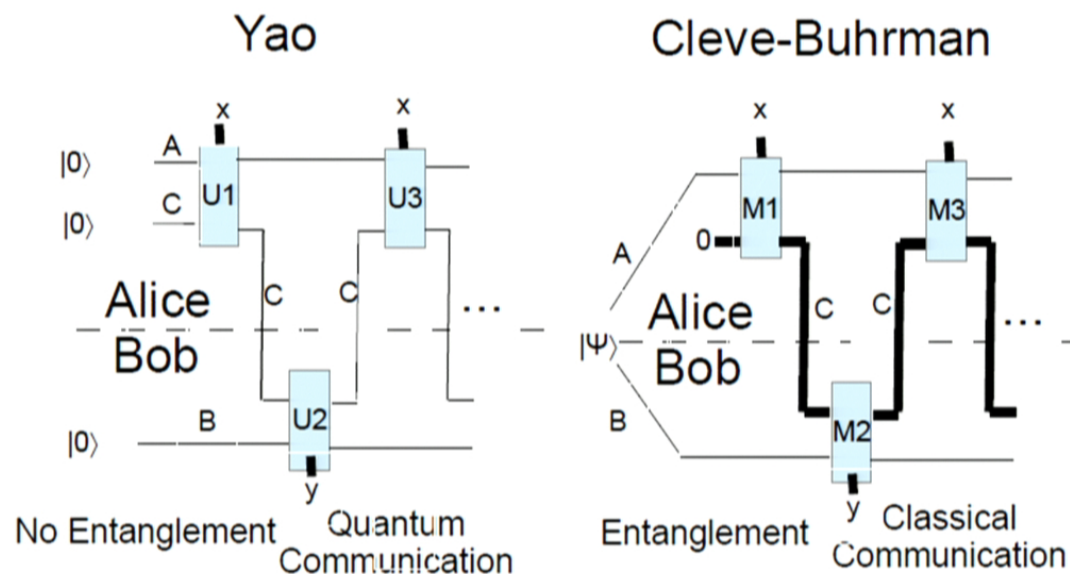 Yao
x
x
|0⟩
A
U1
U3
|0⟩
C
C
C
Alice
...
Bob
|0⟩
B
U2
y
No Entanglement
Quantum
Communication
Cleve-Buhrman
x
x
M1
M3
0
A
C
C
Alice
...
|Ψ⟩
Bob
B
M2
y
Entanglement
Classical
Communication